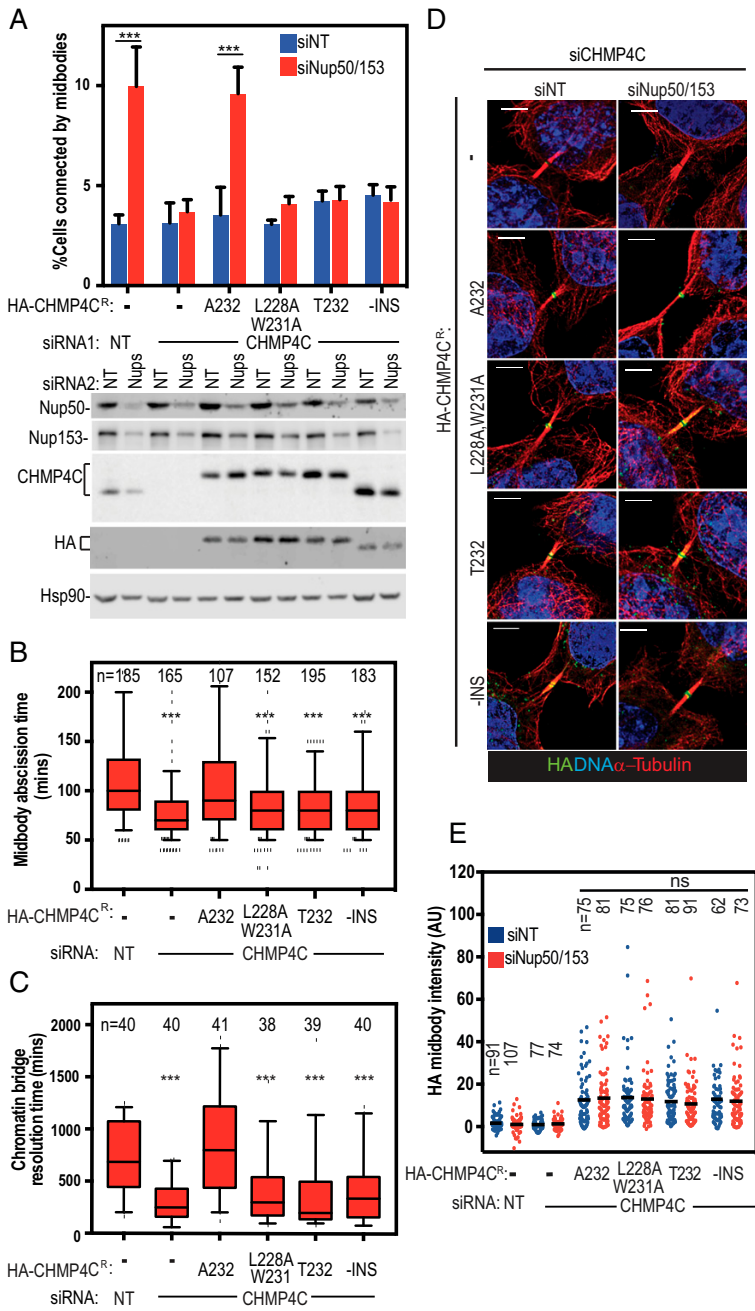 A
%Cells connected by midbodies
10
5
0
***
***
siNT
siNup50/153
HA-CHMP4CR:
-
-
A232
L228A
W231A
T232
-INS
siRNA1:
NT
CHMP4C
siRNA2:
NT
Nups
NT
Nups
NT
Nups
NT
Nups
NT
Nups
NT
Nups
Nup50-
Nup153-
CHMP4C
HA
Hsp90-
B
Midbody abscission time
(mins)
200
150
100
50
0
n=185
165
107
152
195
183
***
***
***
***
HA-CHMP4CR:
-
-
A232
L228A
W231A
T232
-INS
siRNA:
NT
CHMP4C
C
Chromatin bridge
resolution time (mins)
2000
1500
1000
500
0
n=40
40
41
38
39
40
***
***
***
***
HA-CHMP4CR:
-
-
A232
L228A
W231
T232
-INS
siRNA:
NT
CHMP4C
D
siCHMP4C
siNT
siNup50/153
HA-CHMP4CR:
-
A232
L228A,W231A
T232
-INS
HADNAα-Tubulin
E
HA midbody intensity (AU)
120
100
80
60
40
20
0
ns
siNT
siNup50/153
n=91
107
77
74
n=75
81
75
76
81
91
62
73
HA-CHMP4CR:
-
-
A232
L228A
W231A
T232
-INS
siRNA:
NT
CHMP4C